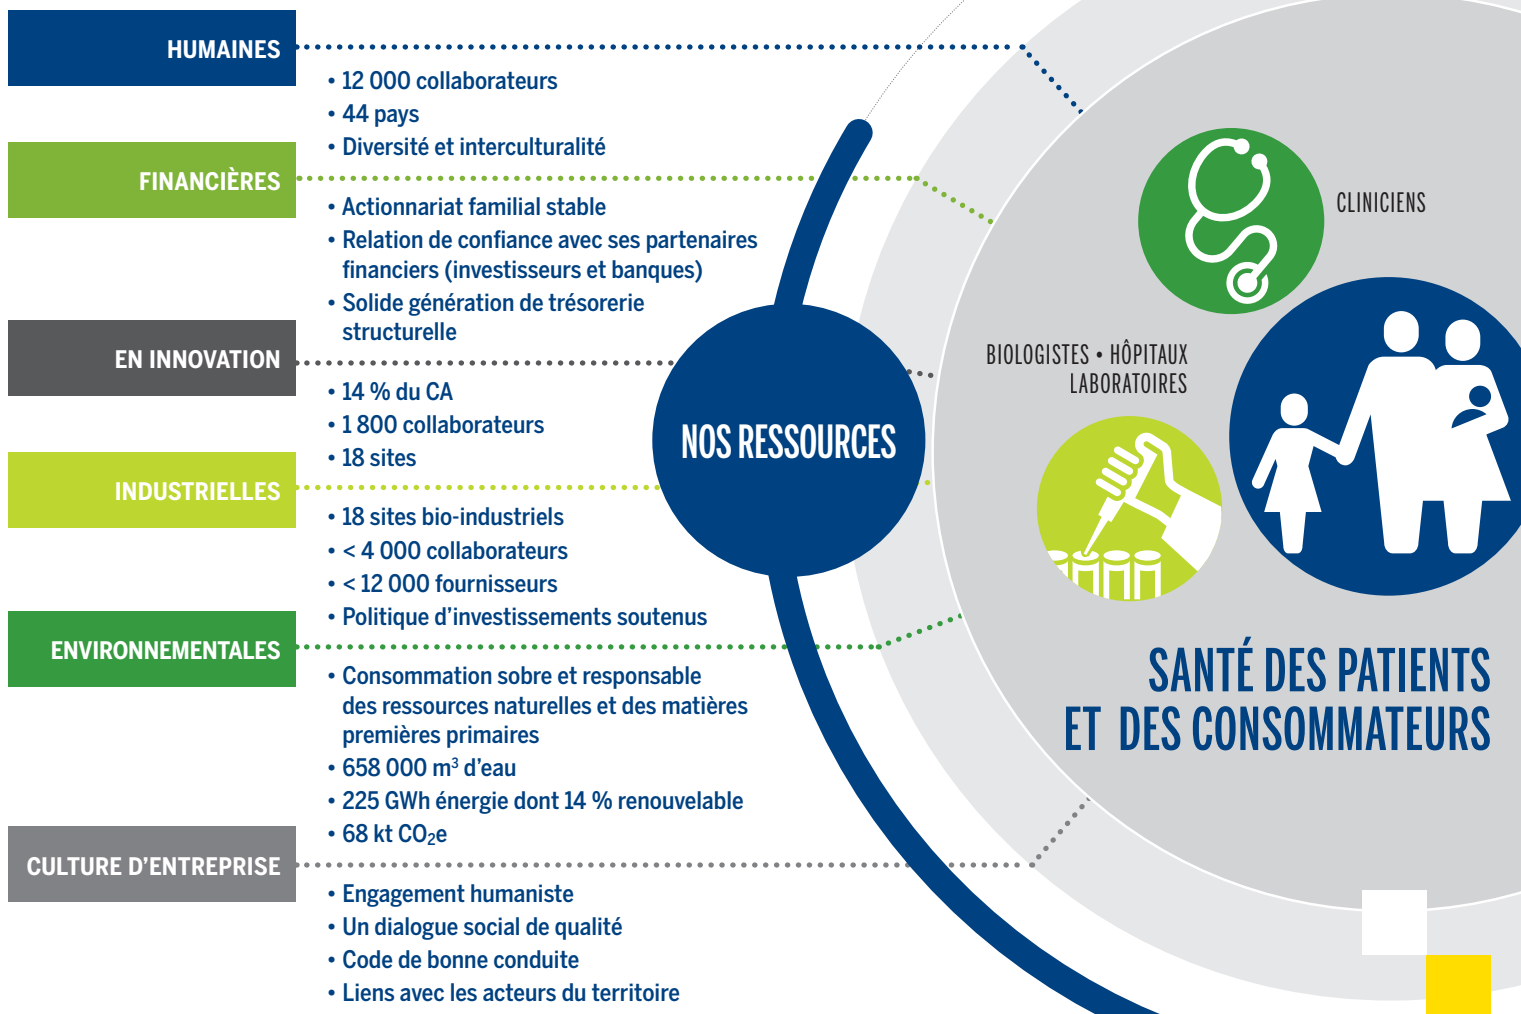 HUMAINES
• 12 000 collaborateurs
• 44 pays
• Diversité et interculturalité
FINANCIÈRES
• Actionnariat familial stable
• Relation de confiance avec ses partenaires
financiers (investisseurs et banques)
• Solide génération de trésorerie
structurelle
EN INNOVATION
• 14 % du CA
• 1 800 collaborateurs
• 18 sites
INDUSTRIELLES
• 18 sites bio-industriels
• < 4 000 collaborateurs
• < 12 000 fournisseurs
• Politique d’investissements soutenus
ENVIRONNEMENTALES
• Consommation sobre et responsable
des ressources naturelles et des matières
premières primaires
• 658 000 m³ d’eau
• 225 GWh énergie dont 14 % renouvelable
• 68 kt CO₂e
CULTURE D’ENTREPRISE
• Engagement humaniste
• Un dialogue social de qualité
• Code de bonne conduite
• Liens avec les acteurs du territoire
NOS RESSOURCES
CLINICIENS
BIOLOGISTES • HÔPITAUX
LABORATOIRES
SANTÉ DES PATIENTS
ET DES CONSOMMATEURS